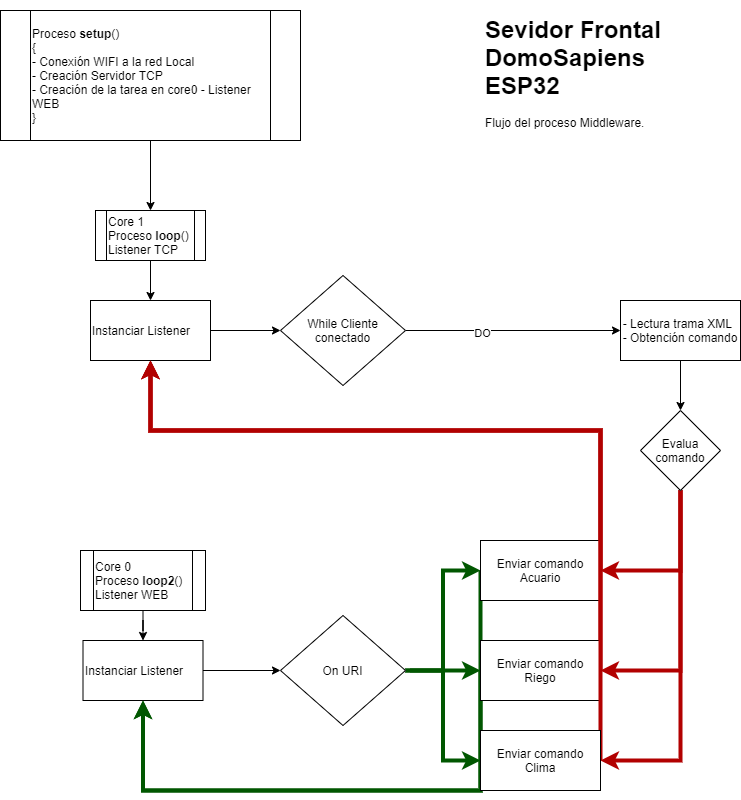 Sevidor Frontal
DomoSapiens
ESP32
Flujo del proceso Middleware.
Proceso setup()
{
- Conexión WIFI a la red Local
- Creación Servidor TCP
- Creación de la tarea en core0 - Listener
WEB
}
Core 1
Proceso loop()
Listener TCP
Instanciar Listener
While Cliente
conectado
DO
- Lectura trama XML
- Obtención comando
Evalua
comando
Core 0
Proceso loop2()
Listener WEB
Instanciar Listener
On URI
Enviar comando
Acuario
Enviar comando
Riego
Enviar comando
Clima